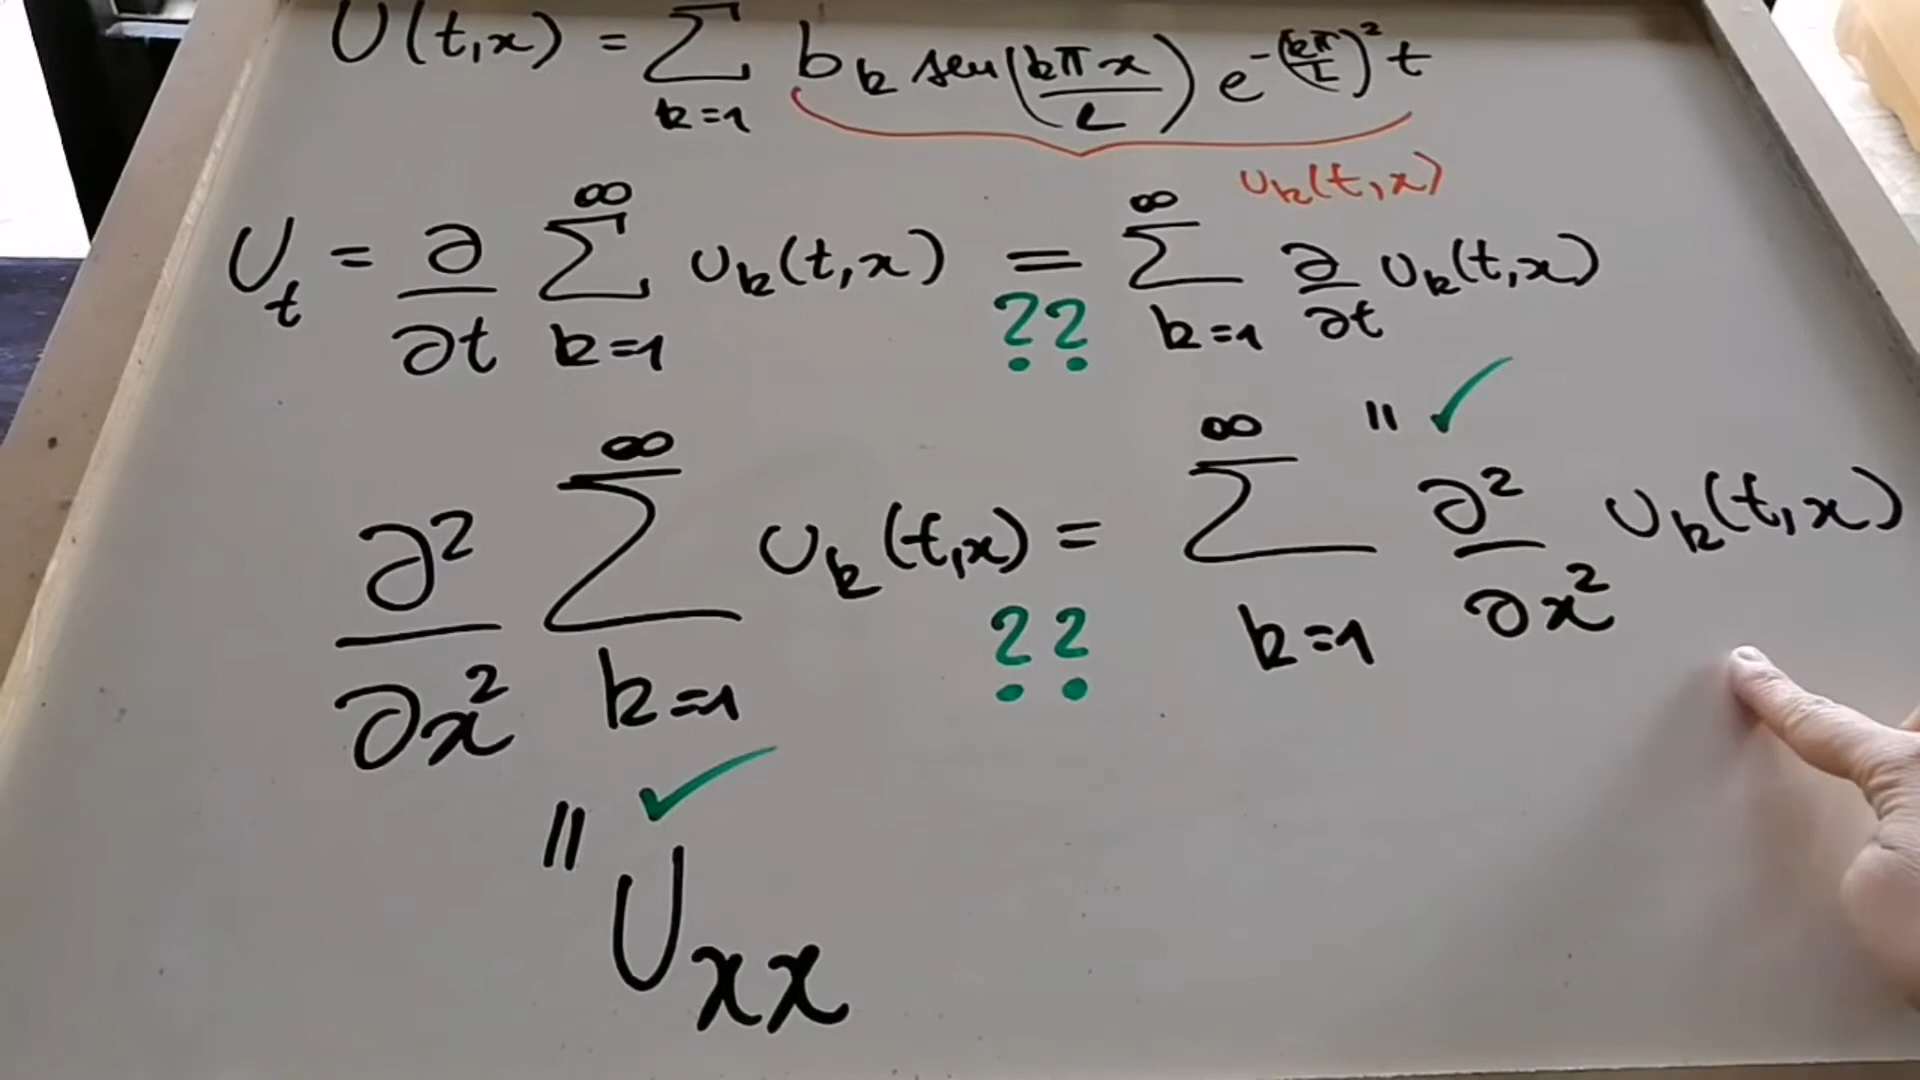 U(t,x) = ∑_{k=1} b_k sen(kπx/L) e^{-(kπ/L)^2 t}
u_k(t,x)
U_t = ∂/∂t ∑_{k=1}^{∞} u_k(t,x) = ∑_{k=1}^{∞} ∂/∂t u_k(t,x)
??
|| ✓
∂²/∂x² ∑_{k=1}^{∞} u_k(t,x) = ∑_{k=1}^{∞} ∂²/∂x² u_k(t,x)
??
|| ✓
U_xx